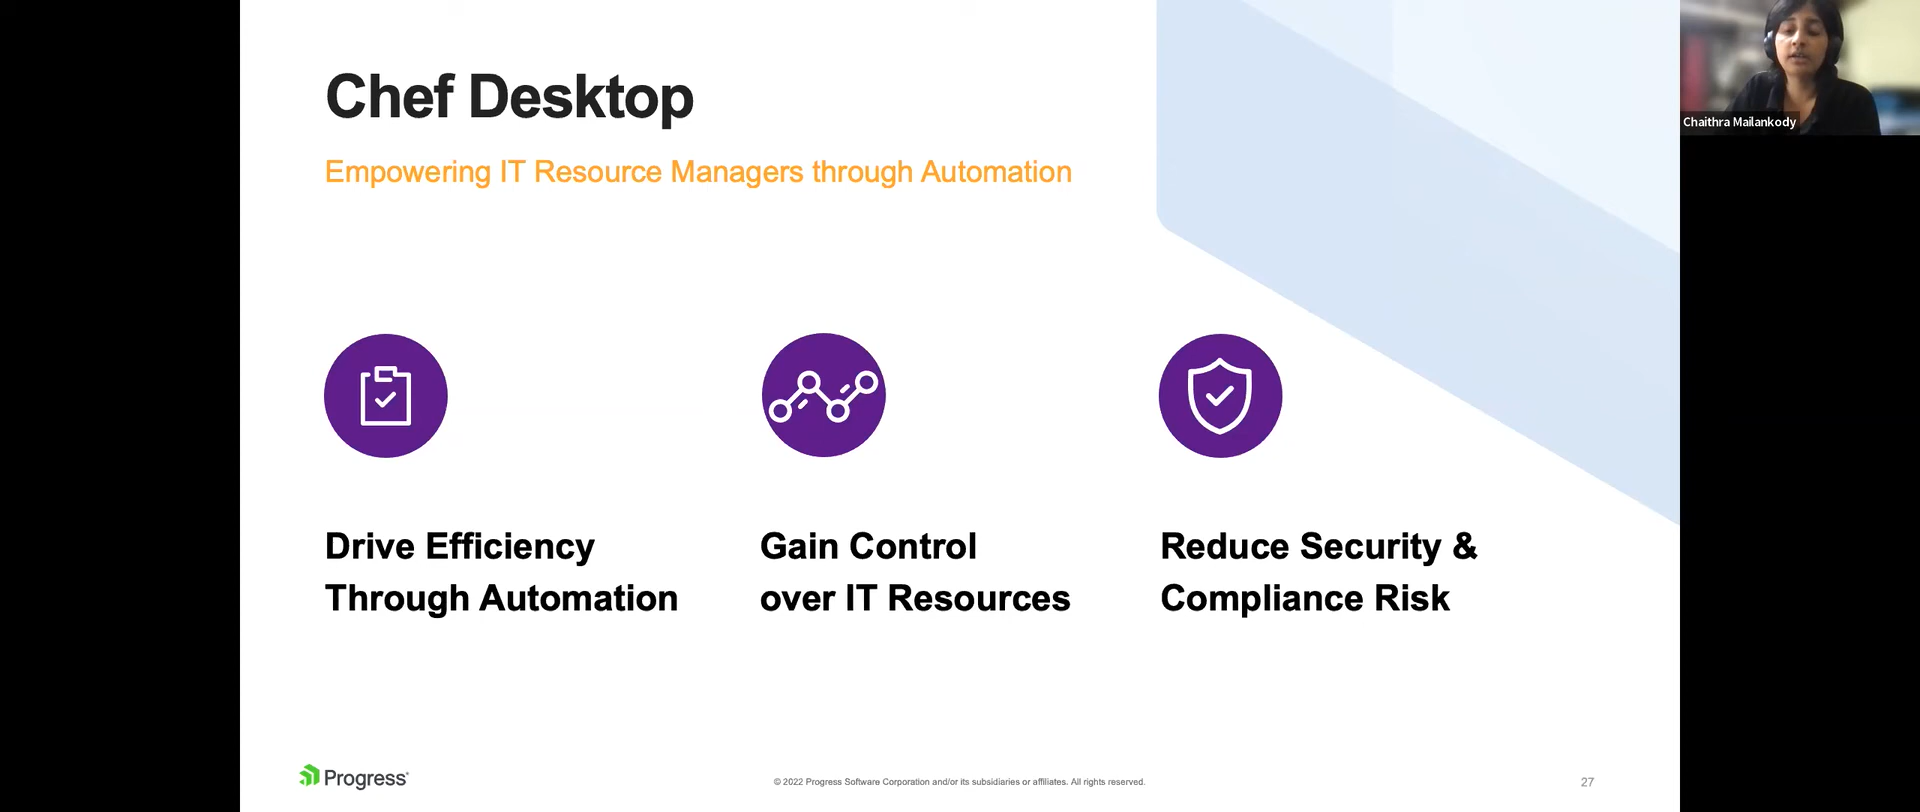 Chef Desktop
Empowering IT Resource Managers through Automation
Chaithra Mailankody
Drive Efficiency
Through Automation
Gain Control
over IT Resources
Reduce Security &
Compliance Risk
Progress®
© 2022 Progress Software Corporation and/or its subsidiaries or affiliates. All rights reserved.
27